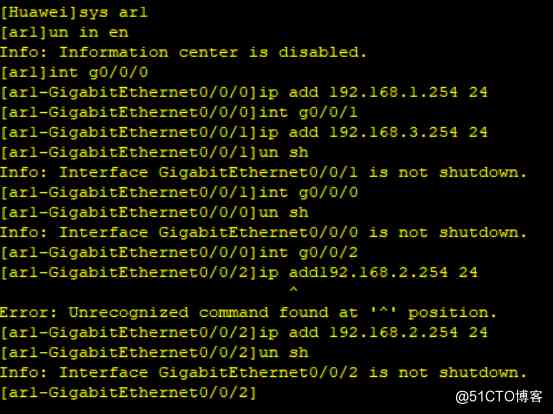 [Huawei]sys ar1
[ar1]un in en
Info: Information center is disabled.
[ar1]int g0/0/0
[ar1-GigabitEthernet0/0/0]ip add 192.168.1.254 24
[ar1-GigabitEthernet0/0/0]int g0/0/1
[ar1-GigabitEthernet0/0/1]ip add 192.168.3.254 24
[ar1-GigabitEthernet0/0/1]un sh
Info: Interface GigabitEthernet0/0/1 is not shutdown.
[ar1-GigabitEthernet0/0/1]int g0/0/0
[ar1-GigabitEthernet0/0/0]un sh
Info: Interface GigabitEthernet0/0/0 is not shutdown.
[ar1-GigabitEthernet0/0/0]int g0/0/2
[ar1-GigabitEthernet0/0/2]ip add192.168.2.254 24
^
Error: Unrecognized command found at '^' position.
[ar1-GigabitEthernet0/0/2]ip add 192.168.2.254 24
[ar1-GigabitEthernet0/0/2]un sh
Info: Interface GigabitEthernet0/0/2 is not shutdown.
[ar1-GigabitEthernet0/0/2]
@51CTO博客